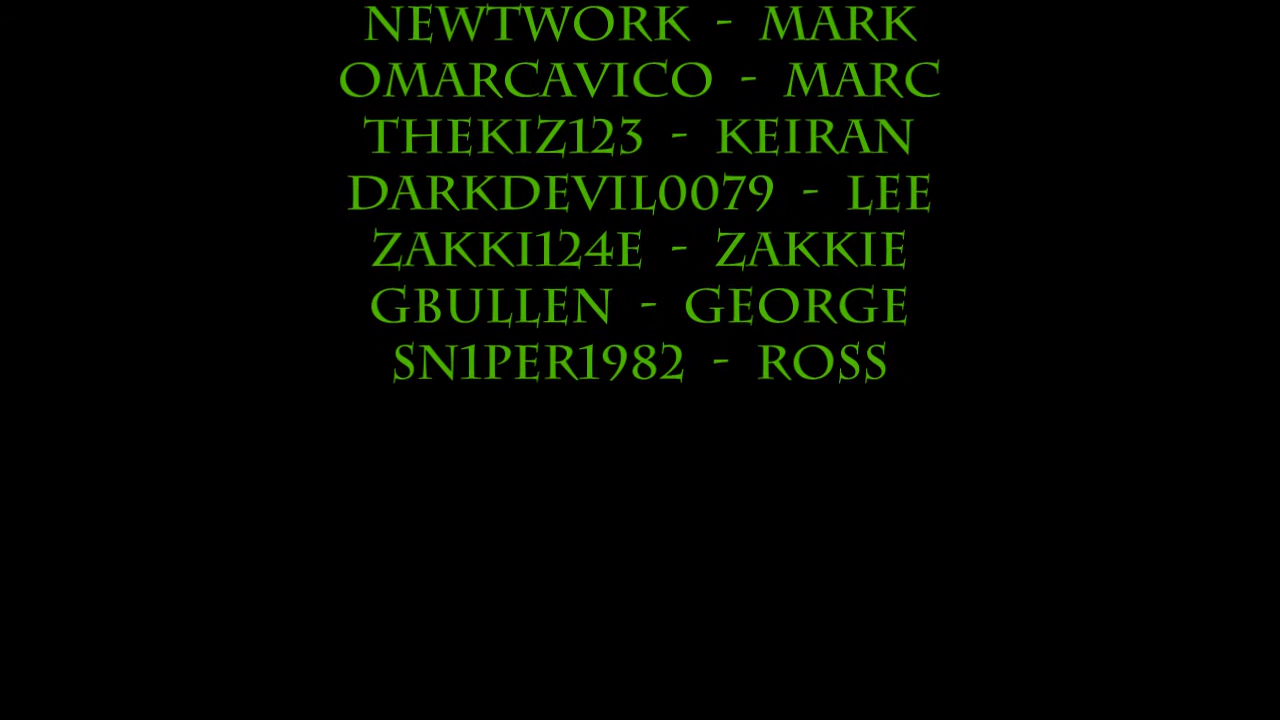 NEWTWORK - MARK
OMARCAVICO - MARC
THEKIZ123 - KEIRAN
DARKDEVIL0079 - LEE
ZAKKI124E - ZAKKIE
GBULLEN - GEORGE
SN1PER1982 - ROSS